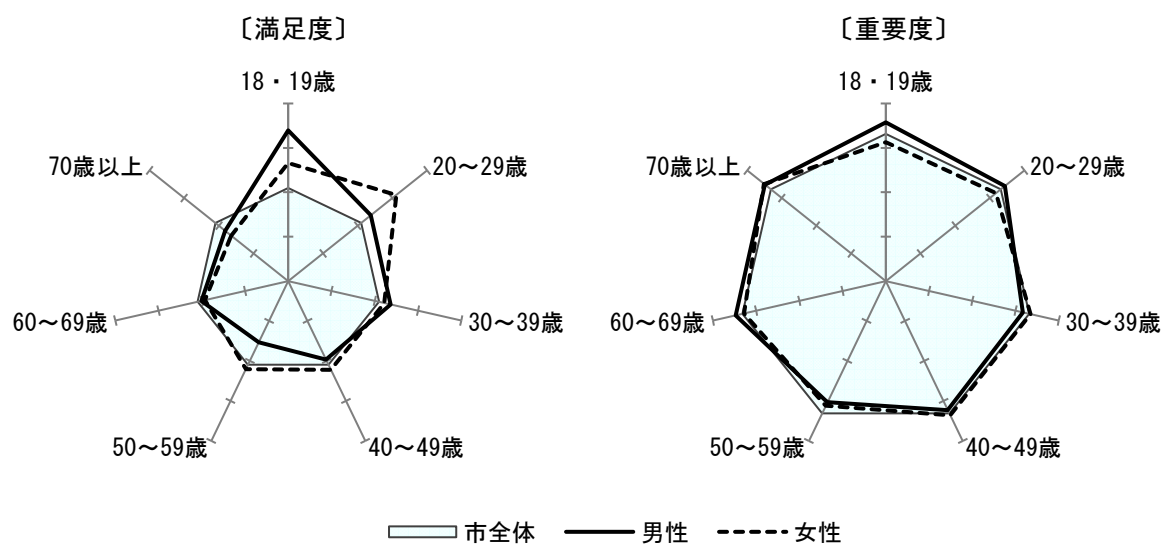 〔満足度〕
18・19歳
20～29歳
30～39歳
40～49歳
50～59歳
60～69歳
70歳以上
〔重要度〕
18・19歳
20～29歳
30～39歳
40～49歳
50～59歳
60～69歳
70歳以上
市全体 男性 女性